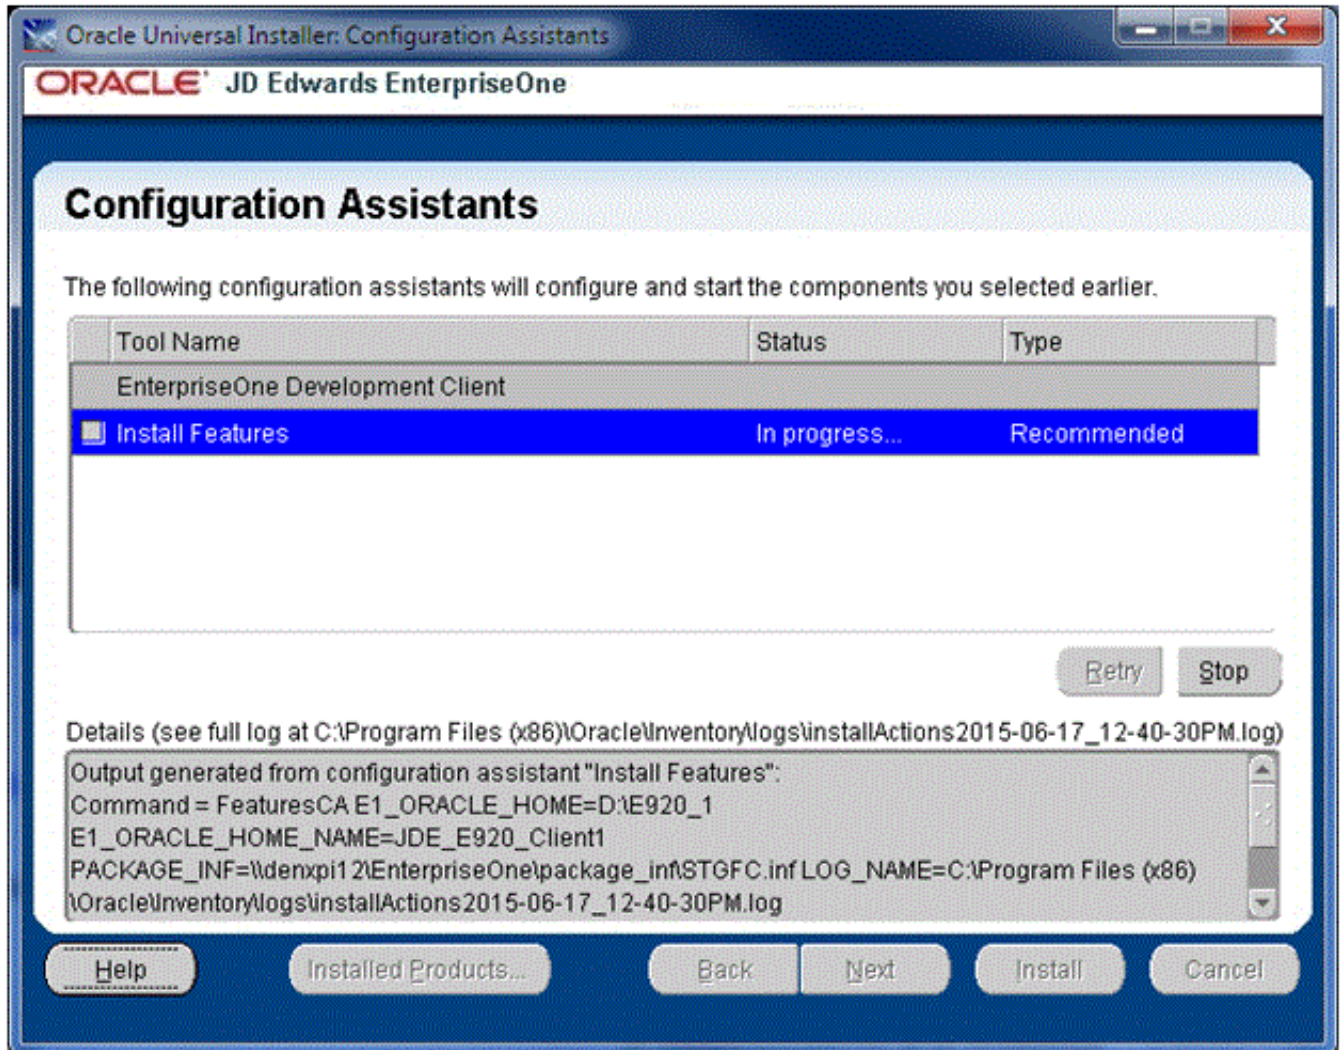 Oracle Universal Installer: Configuration Assistants
ORACLE' JD Edwards EnterpriseOne
Configuration Assistants
The following configuration assistants will configure and start the components you selected earlier.
Tool Name Status Type
EnterpriseOne Development Client
Install Features In progress... Recommended
Retry Stop
Details (see full log at C:\Program Files (x86)\Oracle\Inventory\logs\installActions2015-06-17_12-40-30PM.log)
Output generated from configuration assistant "Install Features":
Command = FeaturesCA E1_ORACLE_HOME=D:\E920_1
E1_ORACLE_HOME_NAME=JDE_E920_Client1
PACKAGE_INF=\\denxpi12\EnterpriseOne\package_inf\STGFC.inf LOG_NAME=C:\Program Files (x86)
\Oracle\Inventory\logs\installActions2015-06-17_12-40-30PM.log
Help Installed Products... Back Next Install Cancel